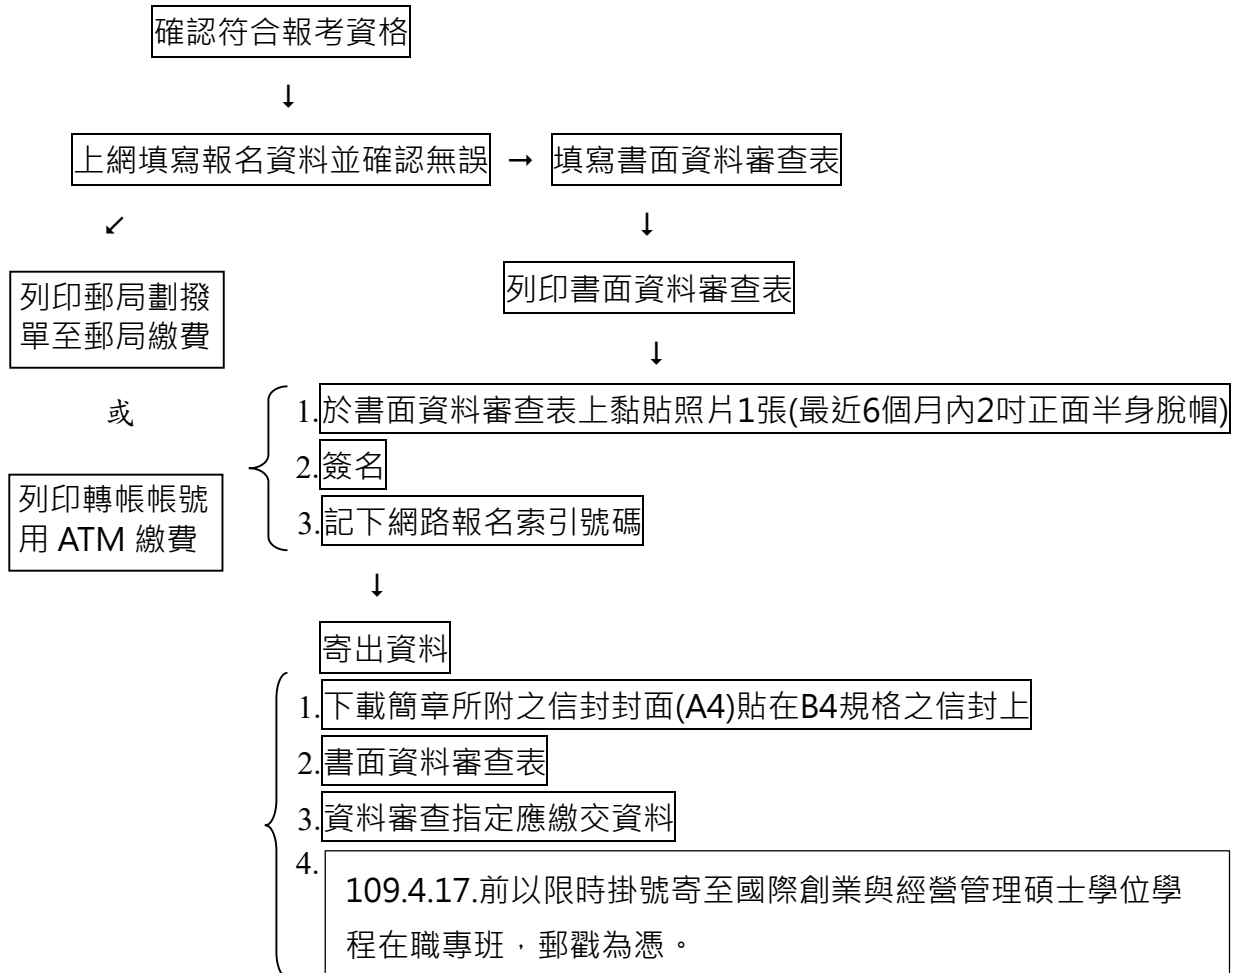 確認符合報考資格
↓
上網填寫報名資料並確認無誤 → 填寫書面資料審查表
↙ ↓
列印郵局劃撥
單至郵局繳費
列印書面資料審查表
↓
或
列印轉帳帳號
用 ATM 繳費
1.於書面資料審查表上黏貼照片1張(最近6個月內2吋正面半身脫帽)
2.簽名
3.記下網路報名索引號碼
↓
寄出資料
1.下載簡章所附之信封封面(A4)貼在B4規格之信封上
2.書面資料審查表
3.資料審查指定應繳交資料
4.
109.4.17.前以限時掛號寄至國際創業與經營管理碩士學位學
程在職專班，郵戳為憑。